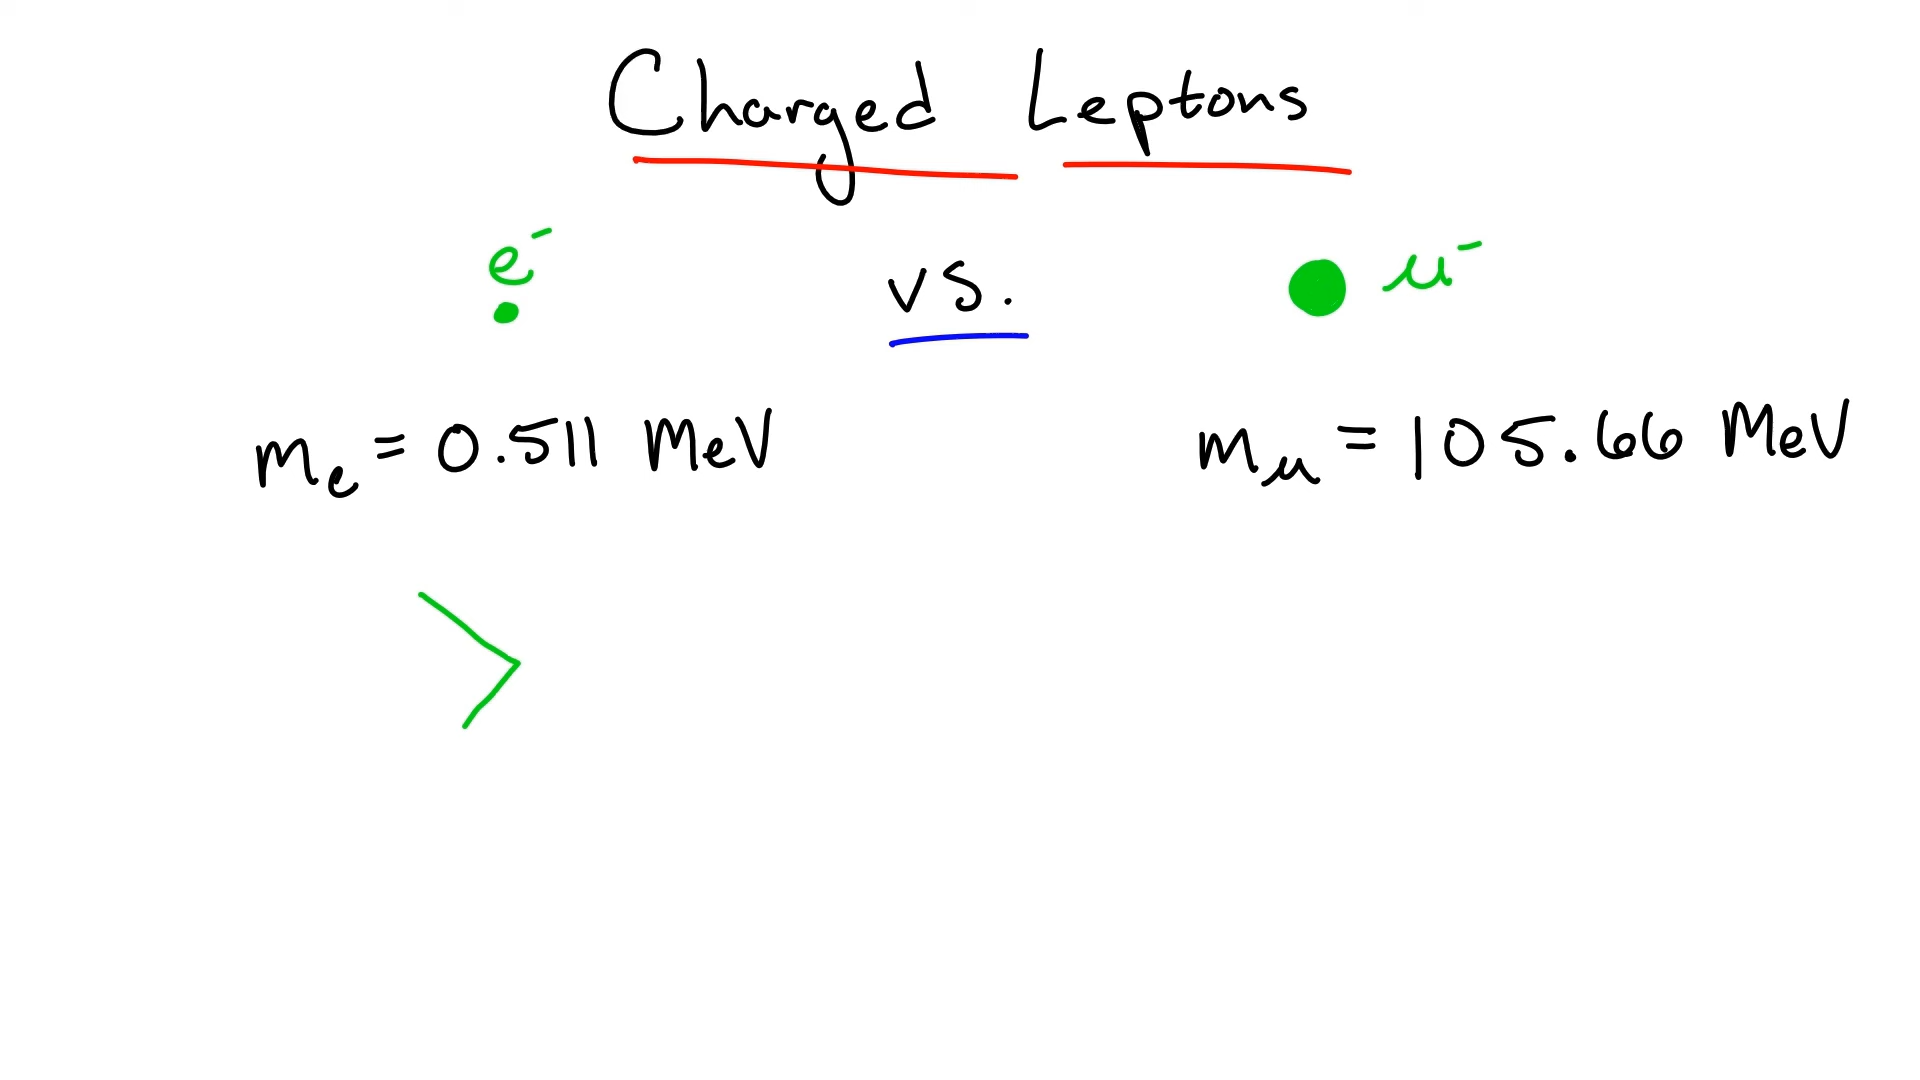 Charged Leptons
e⁻ vs. μ⁻
mₑ = 0.511 MeV m_μ = 105.66 MeV